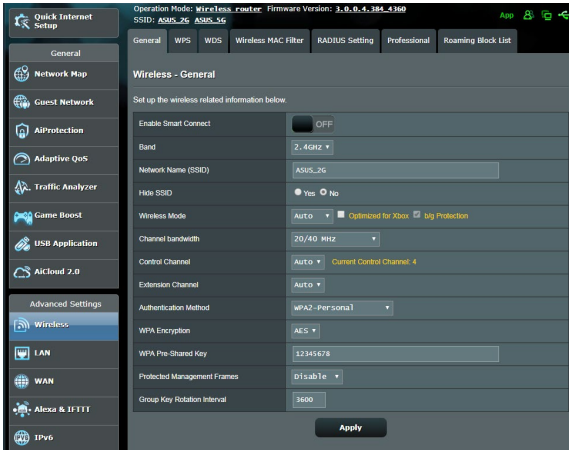 Quick Internet Setup
Operation Mode: Wireless router Firmware Version: 3.0.0.4.384_4360
SSID: ASUS_2G ASUS_5G
App
General
WPS
WDS
Wireless MAC Filter
RADIUS Setting
Professional
Roaming Block List
General
Network Map
Guest Network
AiProtection
Adaptive QoS
Traffic Analyzer
Game Boost
USB Application
AiCloud 2.0
Advanced Settings
Wireless
LAN
WAN
Alexa & IFTTT
IPv6
Wireless - General
Set up the wireless related information below.
Enable Smart Connect OFF
Band 2.4GHz
Network Name (SSID) ASUS_2G
Hide SSID Yes No
Wireless Mode Auto Optimized for Xbox b/g Protection
Channel bandwidth 20/40 MHz
Control Channel Auto Current Control Channel: 4
Extension Channel Auto
Authentication Method WPA2-Personal
WPA Encryption AES
WPA Pre-Shared Key 12345678
Protected Management Frames Disable
Group Key Rotation Interval 3600
Apply